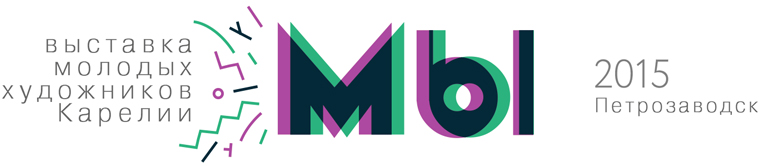 выставка
молодых
художников
Карелии
Мы
2015
Петрозаводск